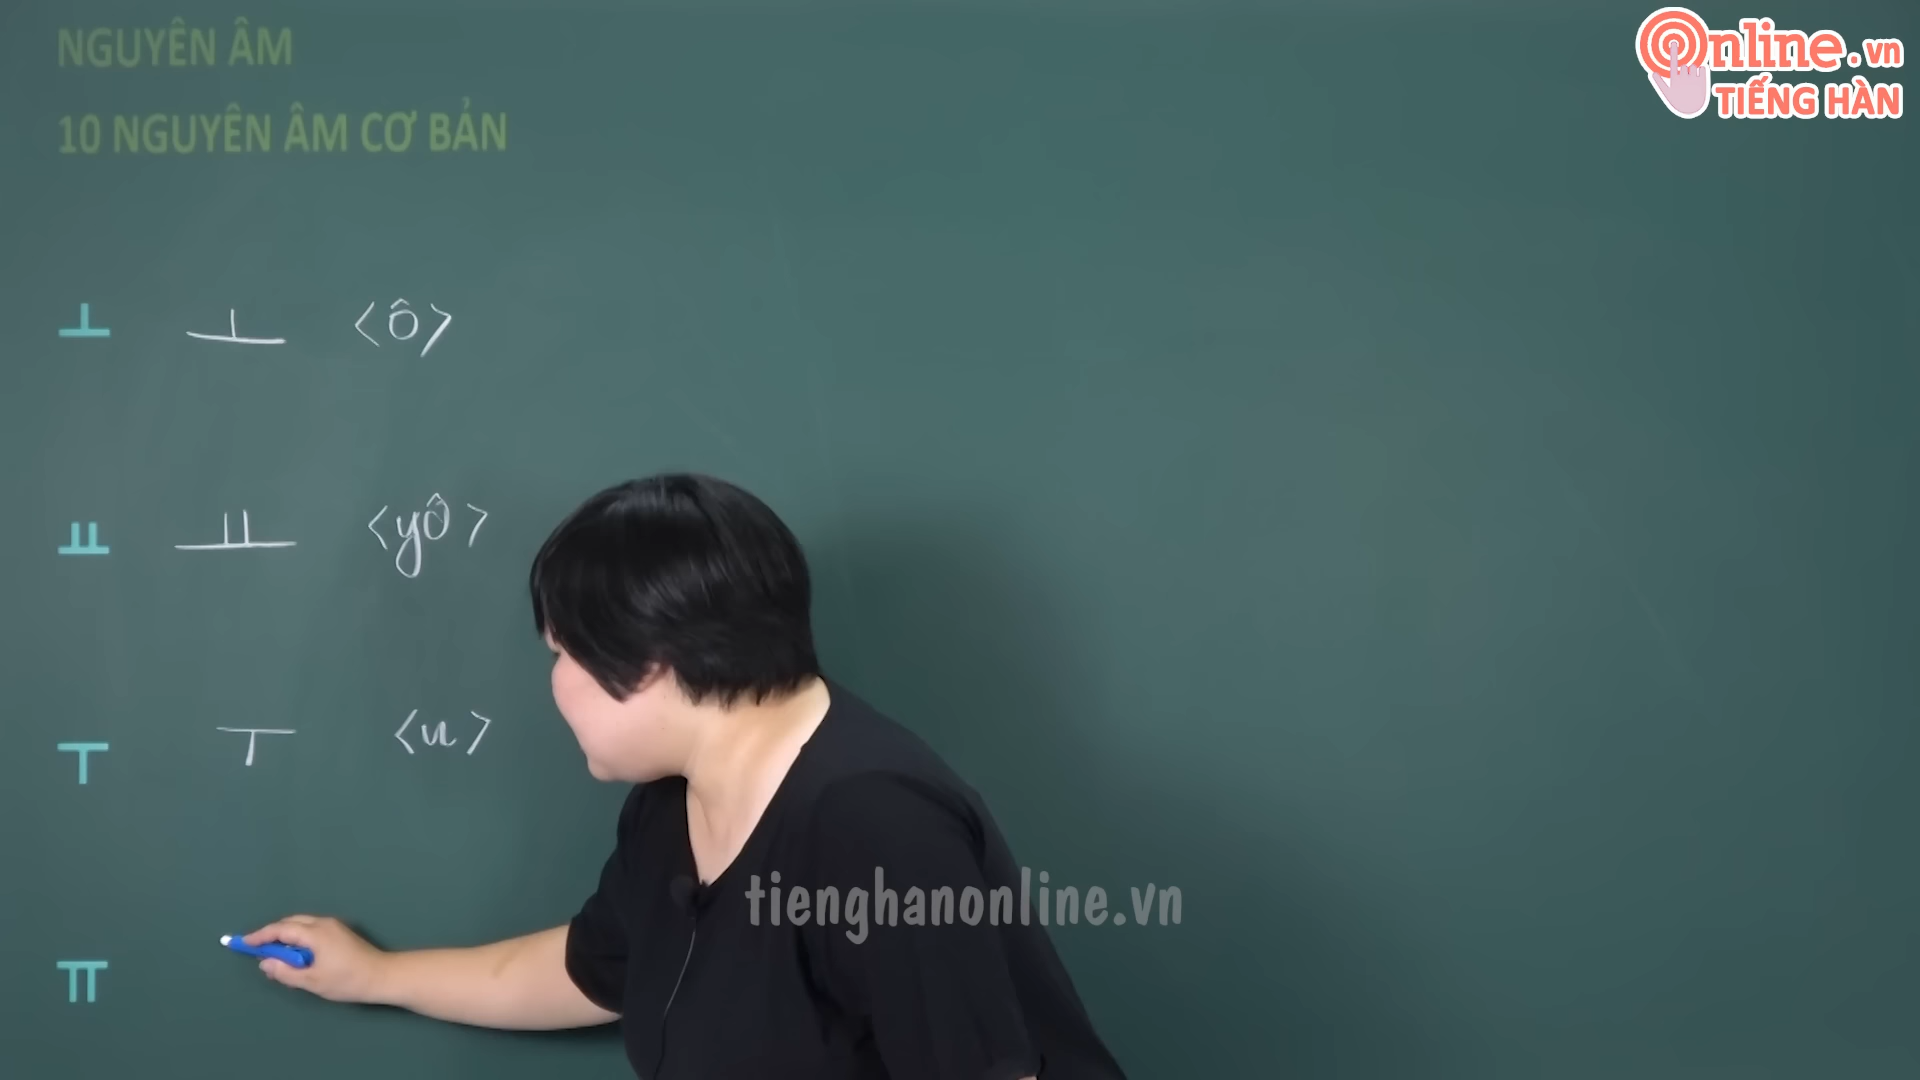 NGUYÊN ÂM
10 NGUYÊN ÂM CƠ BẢN
Online.vn
TIẾNG HÀN
ㅗ ㅗ <ô>
ㅛ ㅛ <yô>
ㅜ ㅜ <u>
tienghanonline.vn
ㅠ